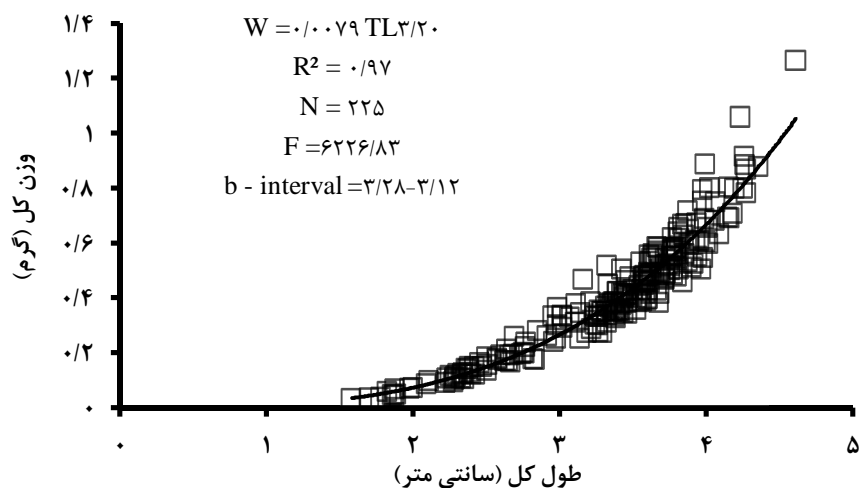 W =۰/۰۰۷۹ TL۳/۲۰
R² = ۰/۹۷
N = ۲۲۵
F =۶۲۲۶/۸۳
b - interval =۳/۲۸-۳/۱۲
وزن کل (گرم)
۱/۴
۱/۲
۱
۰/۸
۰/۶
۰/۴
۰/۲
۰
۰ ۱ ۲ ۳ ۴ ۵
طول کل (سانتی متر)